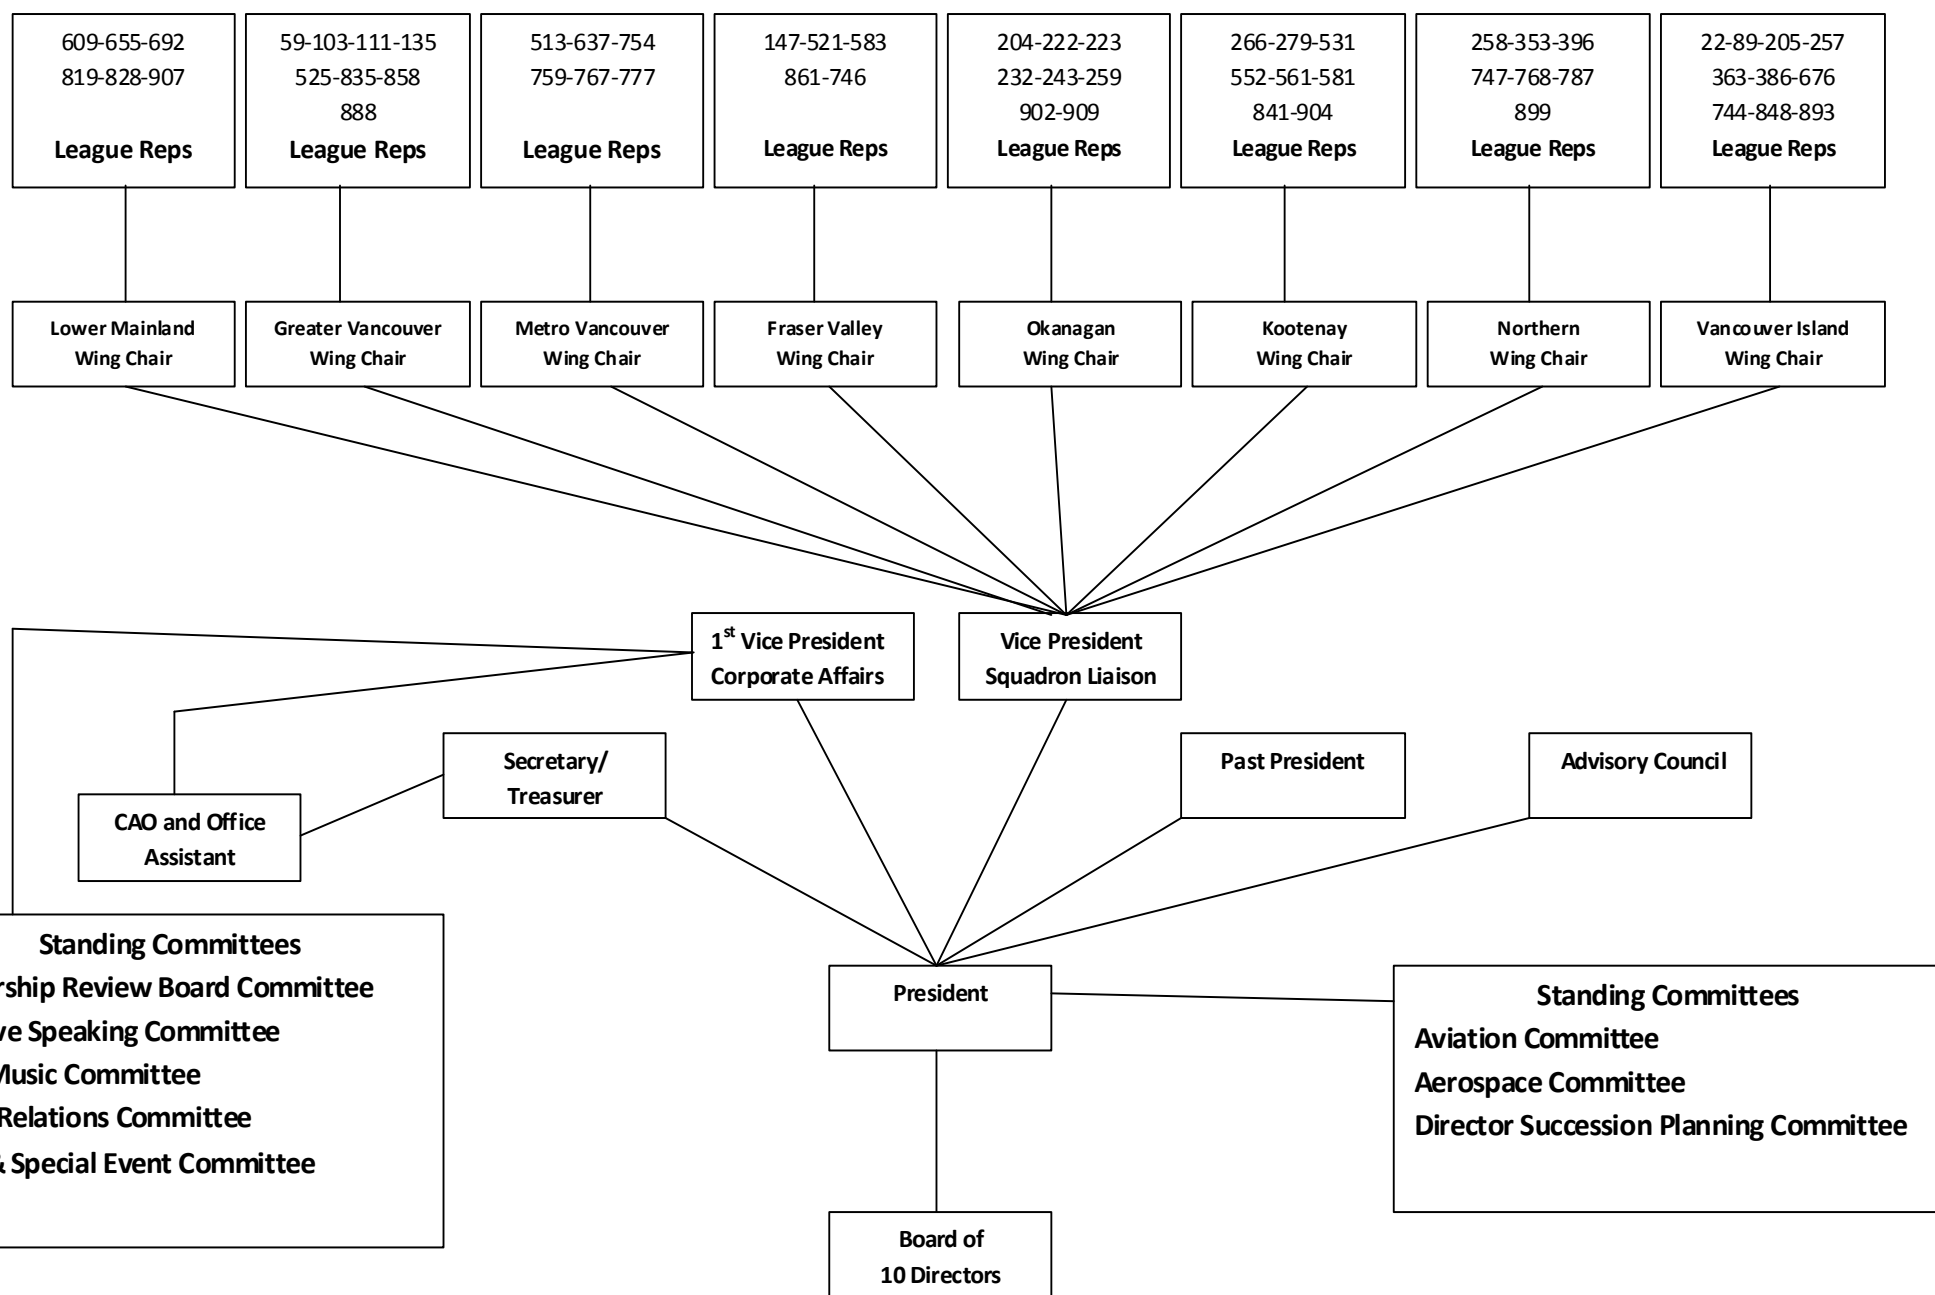 609-655-692
819-828-907
League Reps
59-103-111-135
525-835-858
888
League Reps
513-637-754
759-767-777
League Reps
147-521-583
861-746
League Reps
204-222-223
232-243-259
902-909
League Reps
266-279-531
552-561-581
841-904
League Reps
258-353-396
747-768-787
899
League Reps
22-89-205-257
363-386-676
744-848-893
League Reps
Lower Mainland
Wing Chair
Greater Vancouver
Wing Chair
Metro Vancouver
Wing Chair
Fraser Valley
Wing Chair
Okanagan
Wing Chair
Kootenay
Wing Chair
Northern
Wing Chair
Vancouver Island
Wing Chair
1st Vice President
Corporate Affairs
Vice President
Squadron Liaison
Secretary/
Treasurer
Past President
Advisory Council
CAO and Office
Assistant
Standing Committees
Review Board Committee
Speaking Committee
Music Committee
Relations Committee
& Special Event Committee
President
Standing Committees
Aviation Committee
Aerospace Committee
Director Succession Planning Committee
Board of
10 Directors